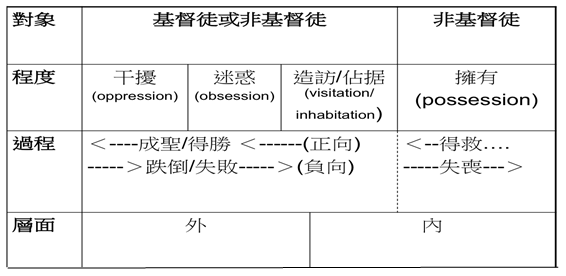 對象 基督徒或非基督徒 非基督徒
程度 干擾 迷惑 造訪/佔据 擁有
(oppression) (obsession) (visitation/ (possession)
inhabitation)
過程 <----成聖/得勝 <------(正向) <--得救....
----->跌倒/失敗----->(負向) -----失喪--->
層面 外 內